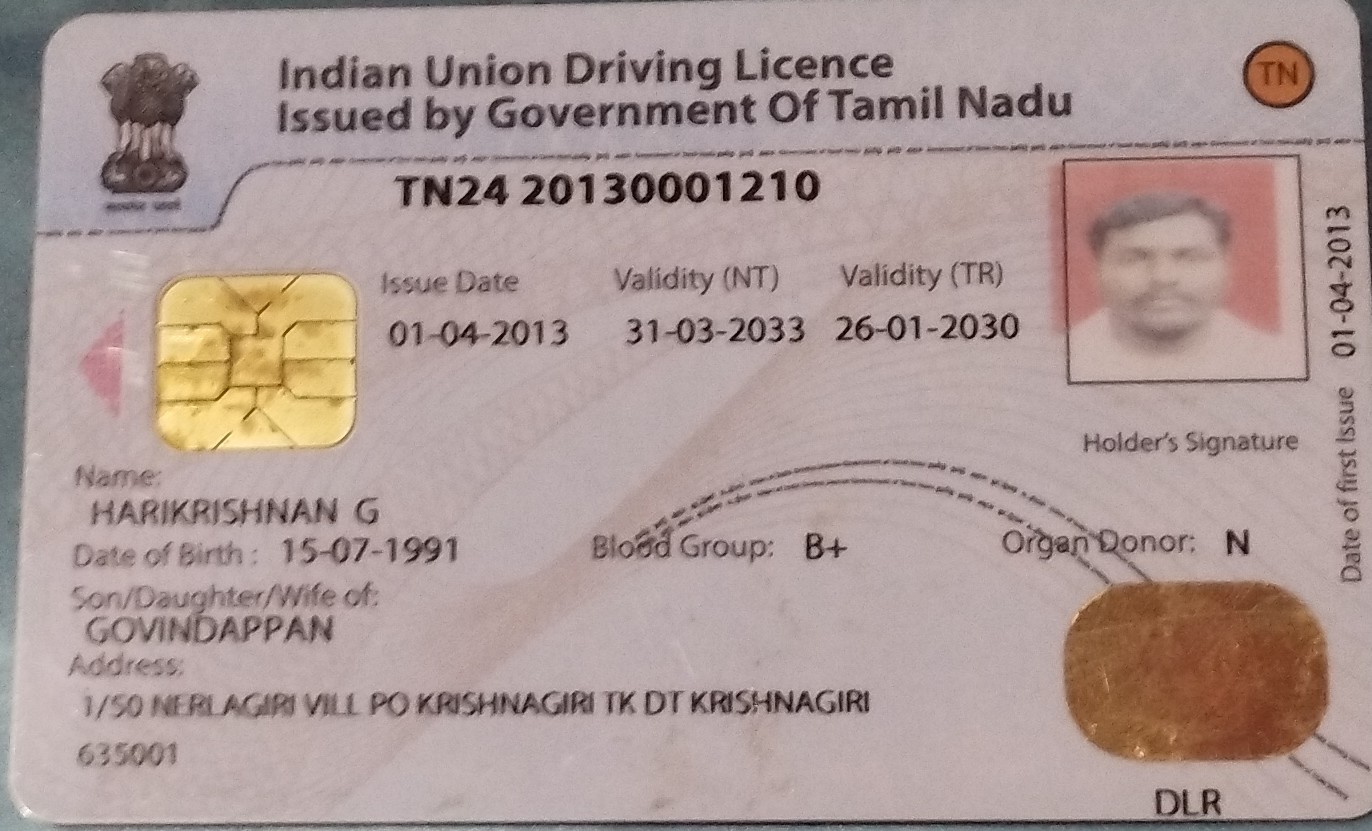 Indian Union Driving Licence
Issued by Government Of Tamil Nadu
TN
TN24 20130001210
Issue Date Validity (NT) Validity (TR)
01-04-2013 31-03-2033 26-01-2030
Date of first Issue 01-04-2013
Holder's Signature
Name:
HARIKRISHNAN G
Date of Birth : 15-07-1991 Blood Group: B+ Organ Donor: N
Son/Daughter/Wife of:
GOVINDAPPAN
Address:
1/50 NERLAGIRI VILL PO KRISHNAGIRI TK DT KRISHNAGIRI
635001
DLR